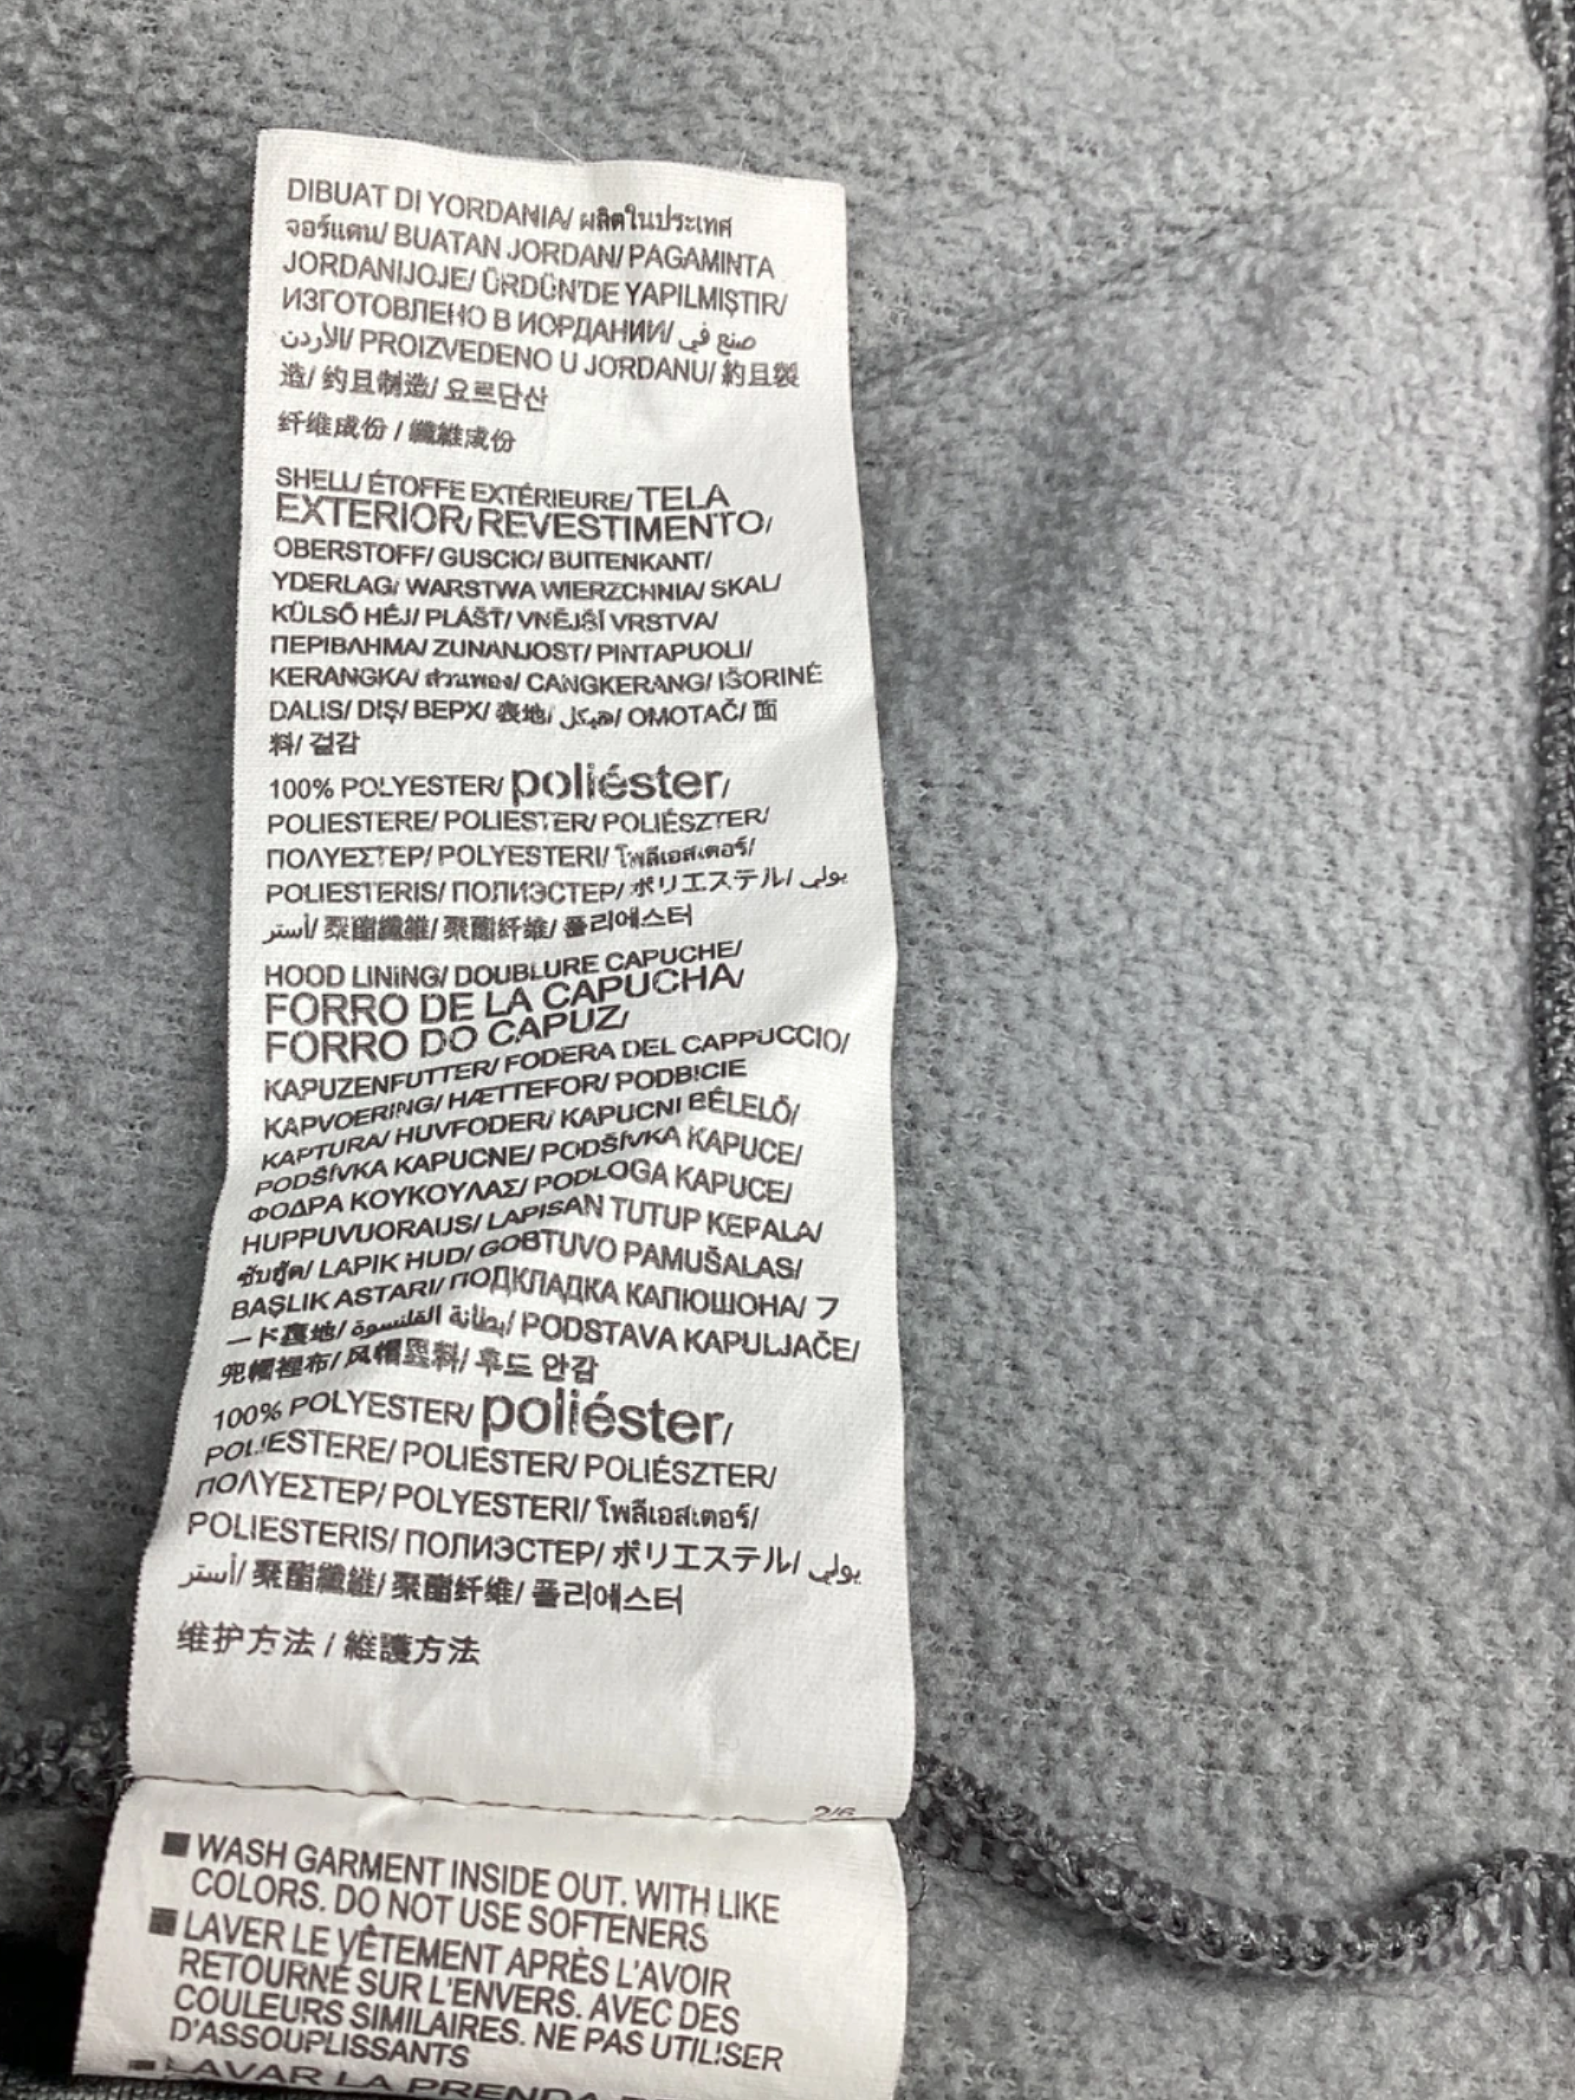 DIBUAT DI YORDANIA/ ผลิตในประเทศ
จอร์แดน/ BUATAN JORDAN/ PAGAMINTA
JORDANIJOJE/ ÜRDÜN'DE YAPILMIŞTIR/
ИЗГОТОВЛЕНО В ИОРДАНИИ/ صنع في
الأردن/ PROIZVEDENO U JORDANU/ 約旦製
造/ 约旦制造/ 요르단산
纤维成份 / 纖維成份
SHELL/ ÉTOFFE EXTÉRIEURE/ TELA
EXTERIOR/ REVESTIMENTO/
OBERSTOFF/ GUSCIO/ BUITENKANT/
YDERLAG/ WARSTWA WIERZCHNIA/ SKAL/
KÜLSŐ HÉJ/ PLÁŠŤ/ VNĚJŠÍ VRSTVA/
ΠΕΡΙΒΛΗΜΑ/ ZUNANJOST/ PINTAPUOLI/
KERANGKA/ ส่วนพอง/ CANGKERANG/ IŠORINĖ
DALIS/ DIŞ/ ВЕРХ/ 表地/ هيكل/ OMOTAČ/ 面
料/ 겉감
100% POLYESTER/ poliéster/
POLIESTERE/ POLIESTER/ POLIÉSZTER/
ΠΟΛΥΕΣΤΕΡ/ POLYESTERI/ โพลีเอสเตอร์/
POLIESTERIS/ ПОЛИЭСТЕР/ ポリエステル/ بولي
أستر/ 聚酯纖維/ 聚酯纤维/ 폴리에스터
HOOD LINING/ DOUBLURE CAPUCHE/
FORRO DE LA CAPUCHA/
FORRO DO CAPUZ/
KAPUZENFUTTER/ FODERA DEL CAPPUCCIO/
KAPVOERING/ HÆTTEFOR/ PODBICIE
KAPTURA/ HUVFODER/ KAPUCNI BÉLELŐ/
PODŠÍVKA KAPUCNE/ PODŠÍVKA KAPUCE/
ΦΟΔΡΑ ΚΟΥΚΟΥΛΑΣ/ PODLOGA KAPUCE/
HUPPUVUORAUS/ LAPISAN TUTUP KEPALA/
ซับฮู้ด/ LAPIK HUD/ GOBTUVO PAMUŠALAS/
BAŞLIK ASTARI/ ПОДКЛАДКА КАПЮШОНА/ フ
ード裏地/ بطانة القلنسوة/ PODSTAVA KAPULJAČE/
兜帽裡布/ 风帽里料/ 후드 안감
100% POLYESTER/ poliéster/
POLIESTERE/ POLIESTER/ POLIÉSZTER/
ΠΟΛΥΕΣΤΕΡ/ POLYESTERI/ โพลีเอสเตอร์/
POLIESTERIS/ ПОЛИЭСТЕР/ ポリエステル/ بولي
أستر/ 聚酯纖維/ 聚酯纤维/ 폴리에스터
维护方法 / 維護方法
2/6
■ WASH GARMENT INSIDE OUT. WITH LIKE
COLORS. DO NOT USE SOFTENERS
■ LAVER LE VÊTEMENT APRÈS L'AVOIR
RETOURNÉ SUR L'ENVERS. AVEC DES
COULEURS SIMILAIRES. NE PAS UTILISER
D'ASSOUPLISSANTS
■ LAVAR LA PRENDA